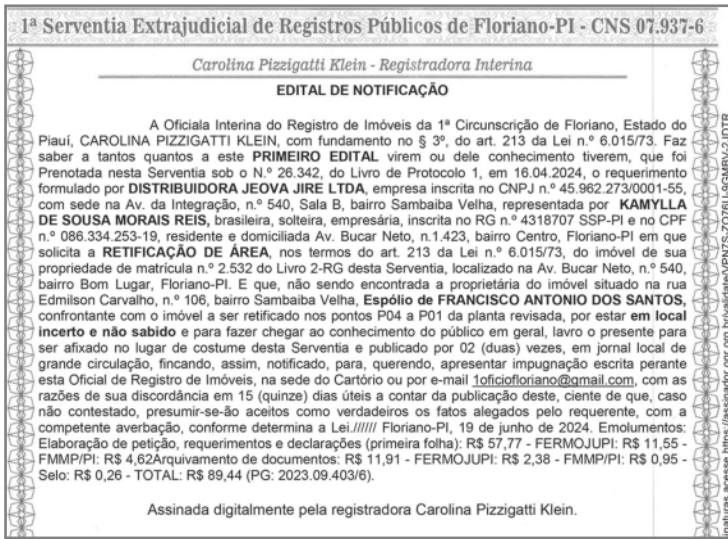 1ª Serventia Extrajudicial de Registros Públicos de Floriano-PI - CNS 07.937-6
Carolina Pizzigatti Klein - Registradora Interina
EDITAL DE NOTIFICAÇÃO
A Oficiala Interina do Registro de Imóveis da 1ª Circunscrição de Floriano, Estado do
Piauí, CAROLINA PIZZIGATTI KLEIN, com fundamento no § 3º, do art. 213 da Lei n.º 6.015/73. Faz
saber a tantos quantos a este PRIMEIRO EDITAL virem ou dele conhecimento tiverem, que foi
Prenotada nesta Serventia sob o N.º 26.342, do Livro de Protocolo 1, em 16.04.2024, o requerimento
formulado por DISTRIBUIDORA JEOVA JIRE LTDA, empresa inscrita no CNPJ n.º 45.962.273/0001-55,
com sede na Av. da Integração, n.º 540, Sala B, bairro Sambaiba Velha, representada por KAMYLLA
DE SOUSA MORAIS REIS, brasileira, solteira, empresária, inscrita no RG n.º 4318707 SSP-PI e no CPF
n.º 086.334.253-19, residente e domiciliada Av. Bucar Neto, n.1.423, bairro Centro, Floriano-PI em que
solicita a RETIFICAÇÃO DE ÁREA, nos termos do art. 213 da Lei n.º 6.015/73, do imóvel de sua
propriedade de matrícula n.º 2.532 do Livro 2-RG desta Serventia, localizado na Av. Bucar Neto, n.º 540,
bairro Bom Lugar, Floriano-PI. E que, não sendo encontrada a proprietária do imóvel situado na rua
Edmilson Carvalho, n.º 106, bairro Sambaiba Velha, Espólio de FRANCISCO ANTONIO DOS SANTOS,
confrontante com o imóvel a ser retificado nos pontos P04 a P01 da planta revisada, por estar em local
incerto e não sabido e para fazer chegar ao conhecimento do público em geral, lavro o presente para
ser afixado no lugar de costume desta Serventia e publicado por 02 (duas) vezes, em jornal local de
grande circulação, fincando, assim, notificado, para, querendo, apresentar impugnação escrita perante
esta Oficial de Registro de Imóveis, na sede do Cartório ou por e-mail 1oficiofloriano@gmail.com, com as
razões de sua discordância em 15 (quinze) dias úteis a contar da publicação deste, ciente de que, caso
não contestado, presumir-se-ão aceitos como verdadeiros os fatos alegados pelo requerente, com a
competente averbação, conforme determina a Lei.////// Floriano-PI, 19 de junho de 2024. Emolumentos:
Elaboração de petição, requerimentos e declarações (primeira folha): R$ 57,77 - FERMOJUPI: R$ 11,55 -
FMMP/PI: R$ 4,62Arquivamento de documentos: R$ 11,91 - FERMOJUPI: R$ 2,38 - FMMP/PI: R$ 0,95 -
Selo: R$ 0,26 - TOTAL: R$ 89,44 (PG: 2023.09.403/6).
Assinada digitalmente pela registradora Carolina Pizzigatti Klein.